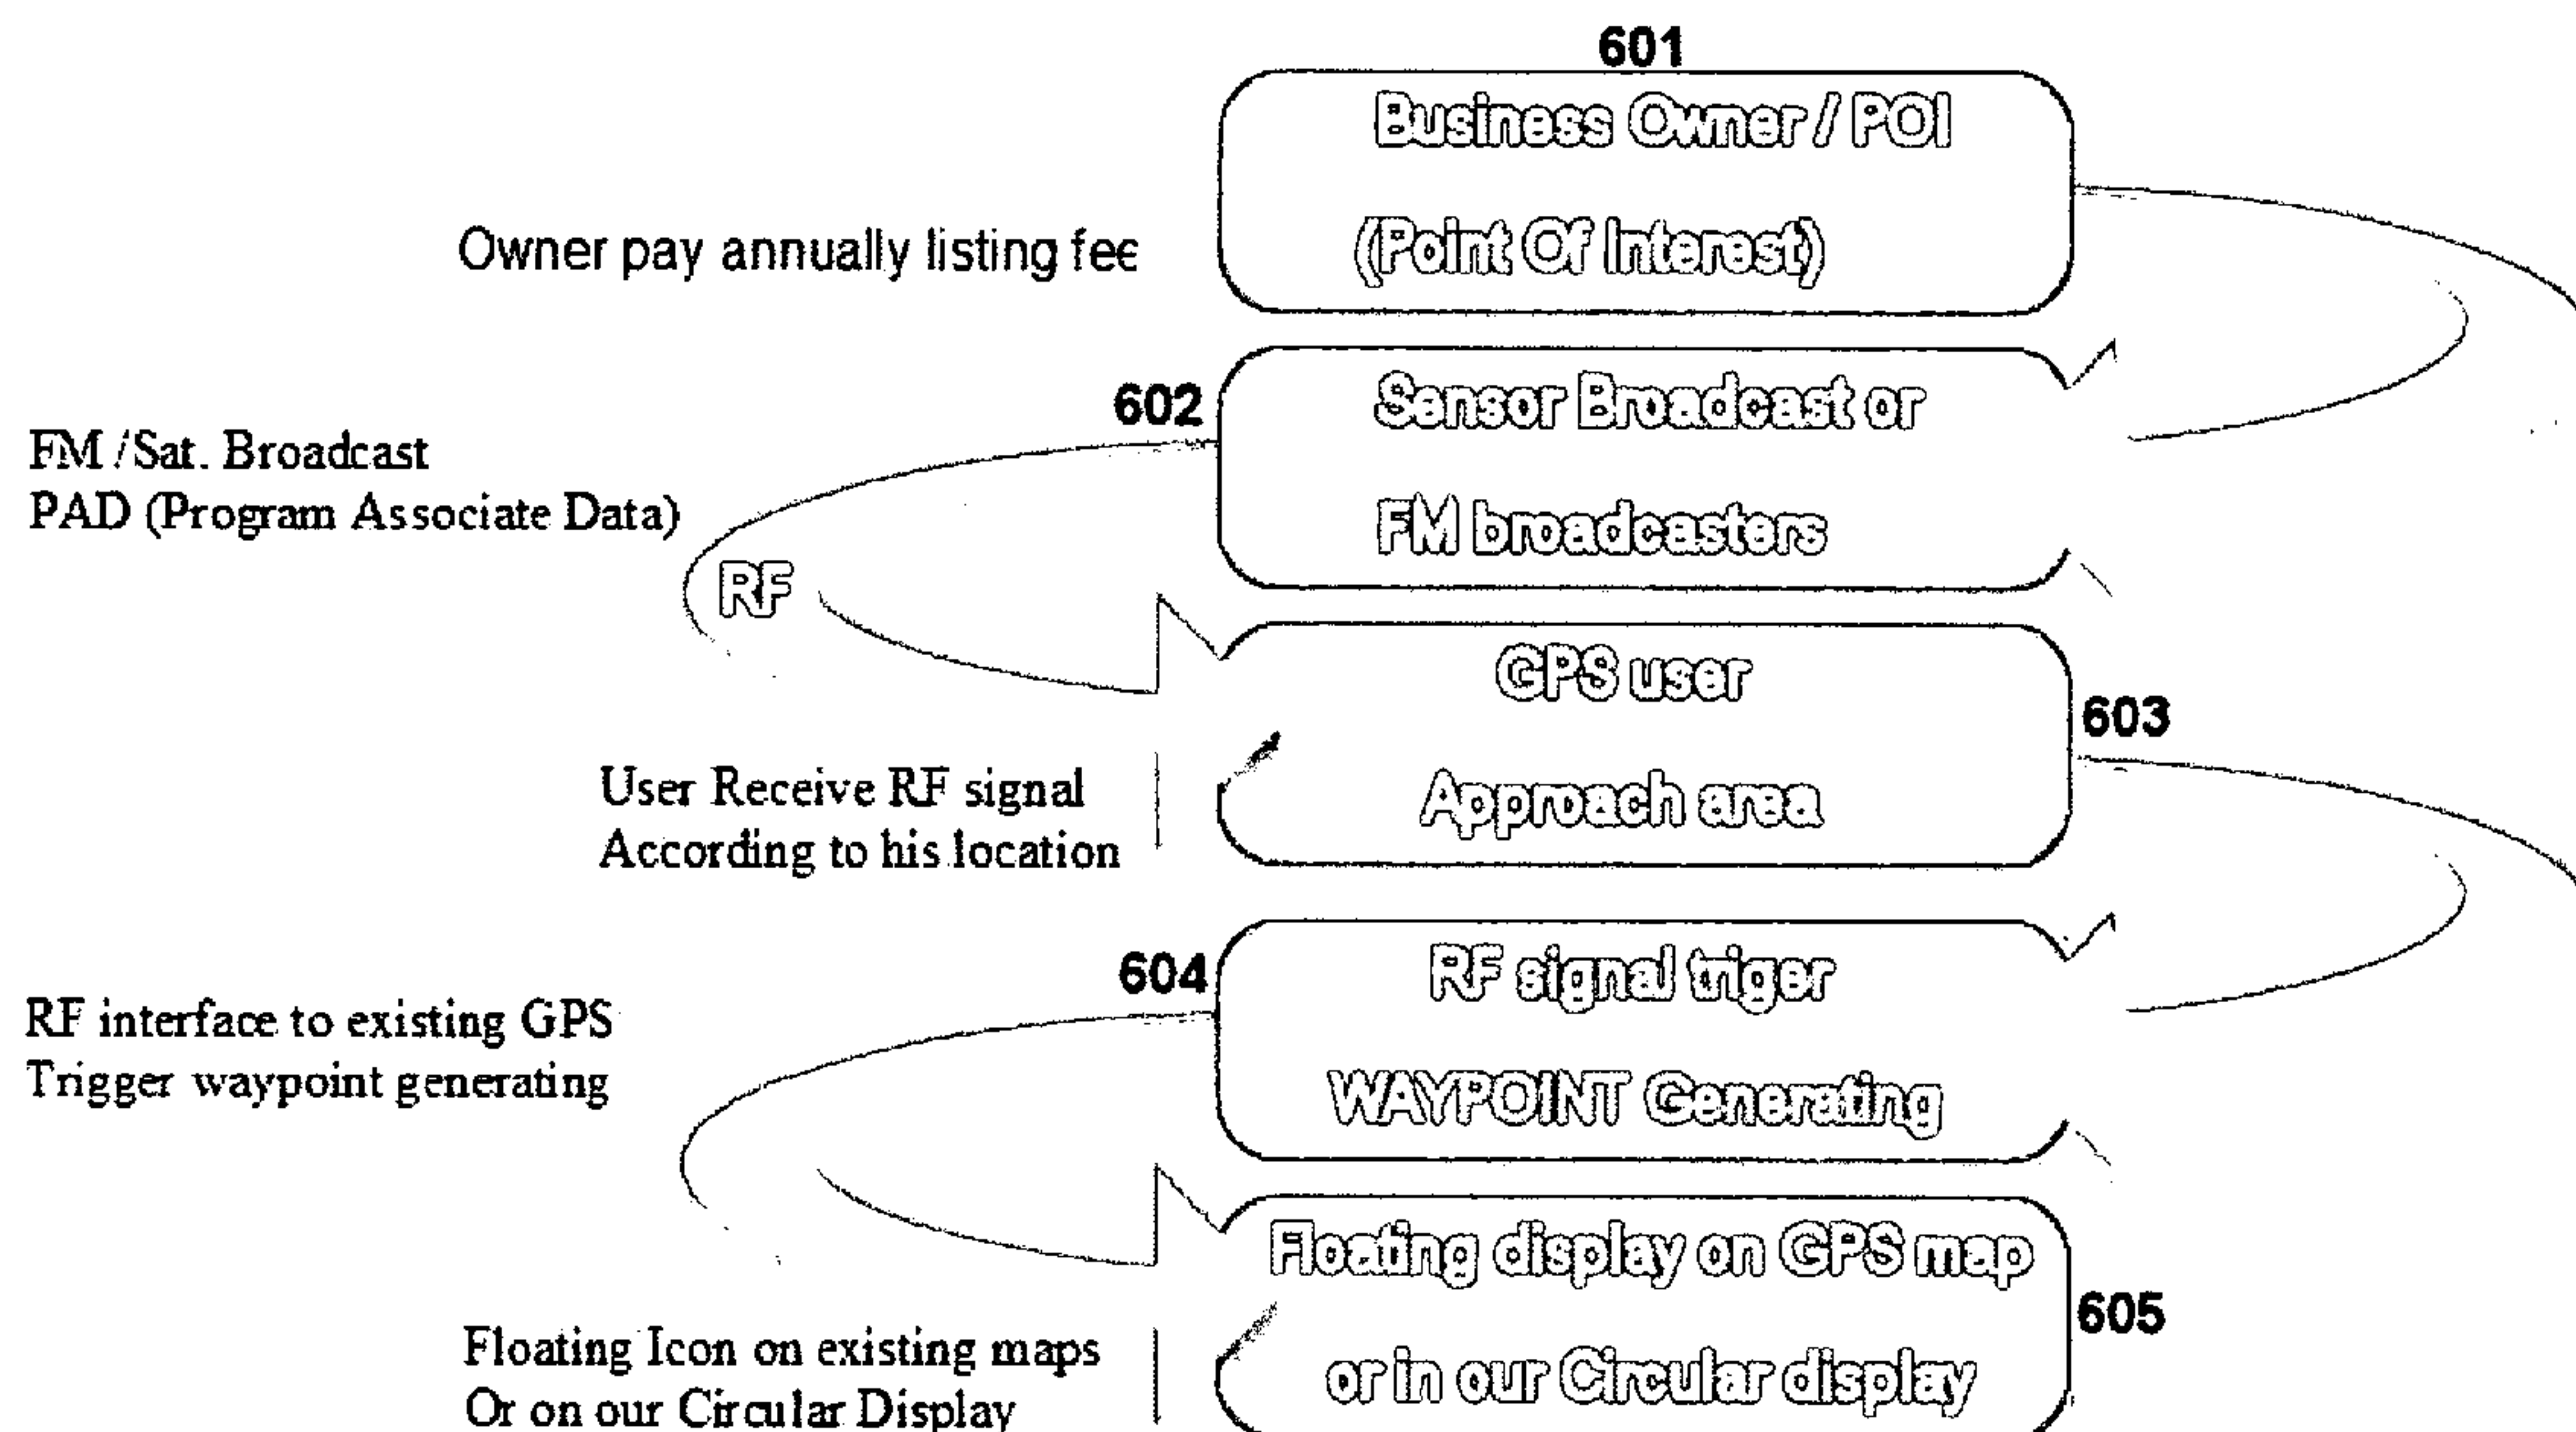 601
Business Owner / POI
(Point Of Interest)
Owner pay annually listing fee
602
Sensor Broadcast or
FM broadcasters
FM /Sat. Broadcast
PAD (Program Associate Data)
RF
GPS user
Approach area
603
User Receive RF signal
According to his location
604
RF signal triger
WAYPOINT Generating
RF interface to existing GPS
Trigger waypoint generating
Floating display on GPS map
or in our Circular display
605
Floating Icon on existing maps
Or on our Circular Display